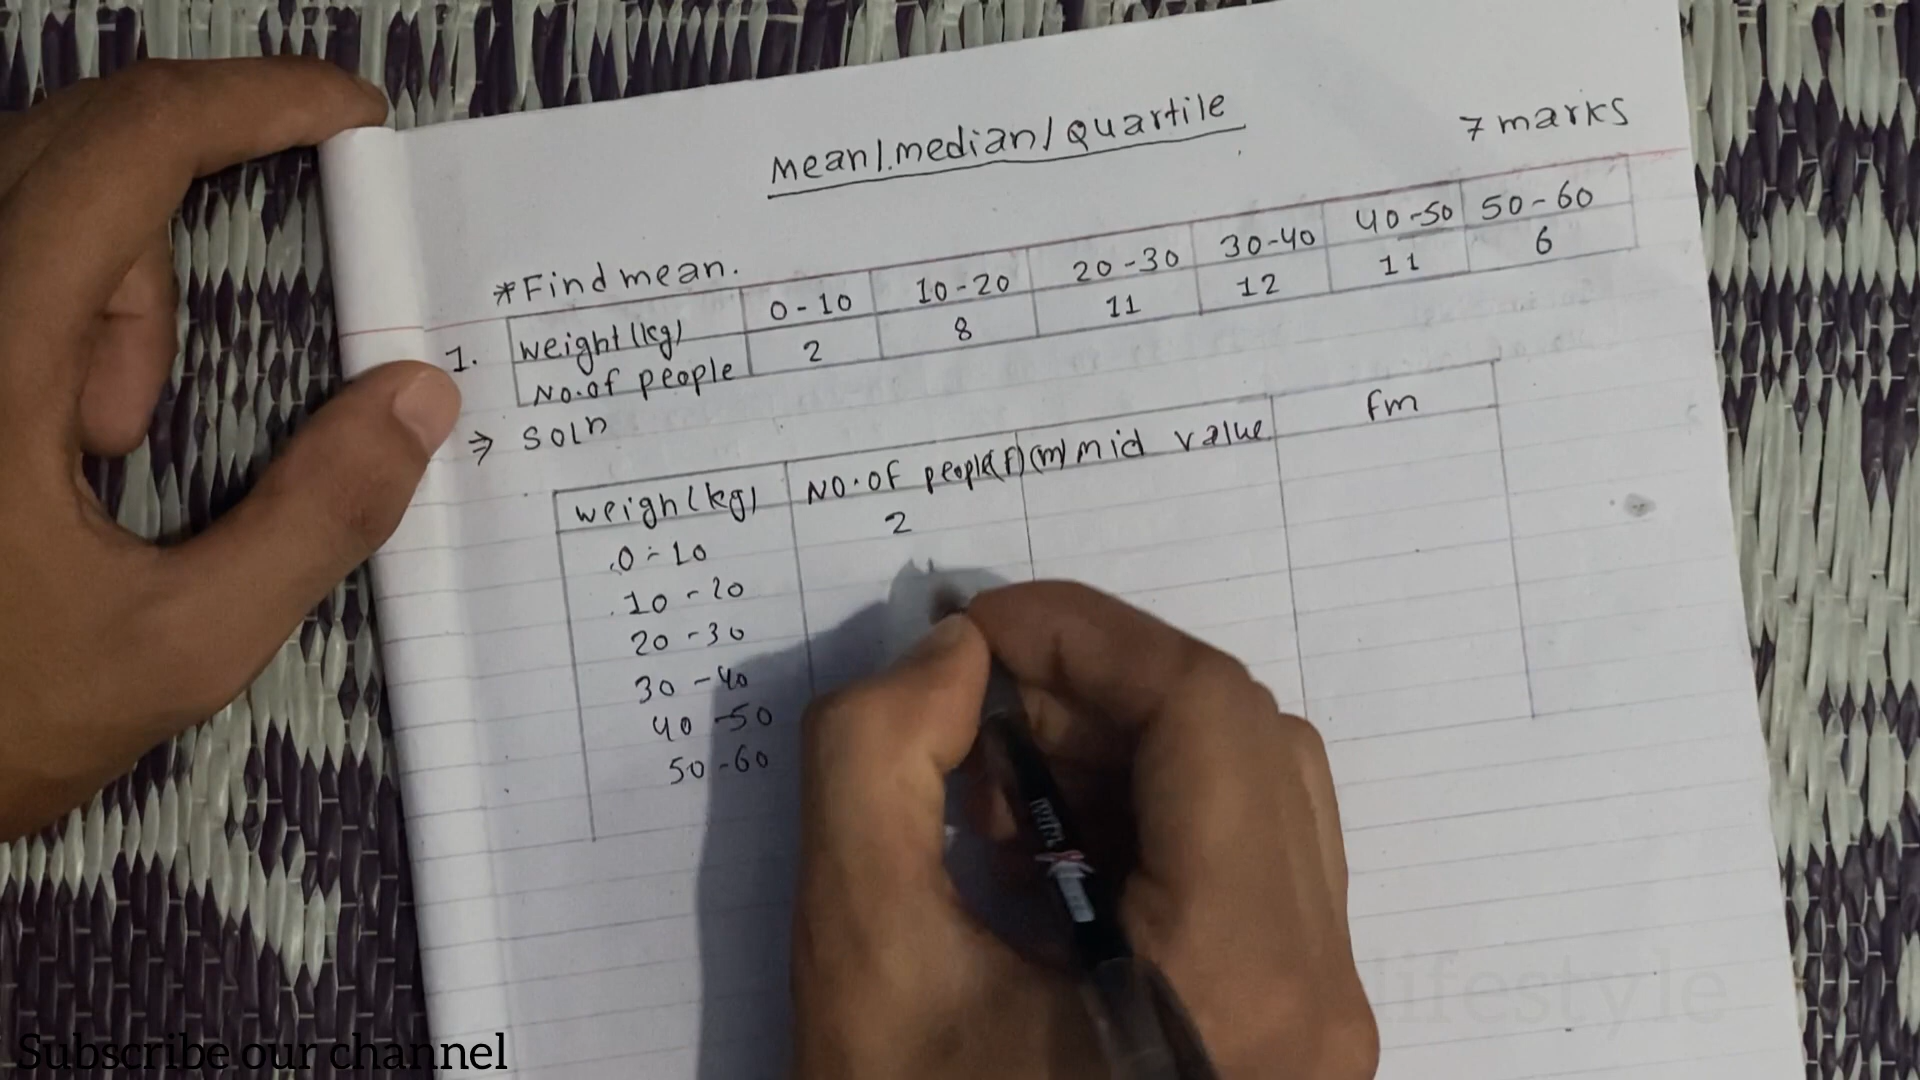 Mean/.median/Quartile
7 marks
*Find mean.
1. weight(kg) 0-10 10-20 20-30 30-40 40-50 50-60
No.of people 2 8 11 12 11 6
⇒ soln
weigh(kg) NO.OF people(F) (m) mid value fm
0-10 2
10-20
20-30
30-40
40-50
50-60
lifestyle
Subscribe our channel